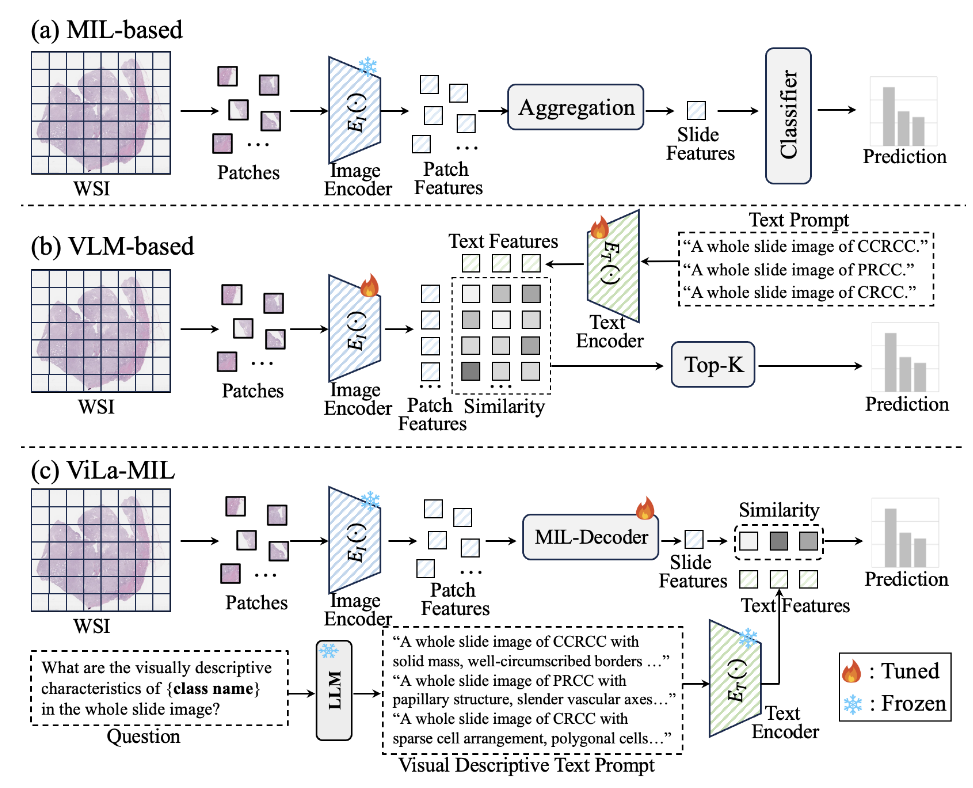 (a) MIL-based
WSI
Patches
E_I(·)
Image
Encoder
Patch
Features
Aggregation
Slide
Features
Classifier
Prediction
(b) VLM-based
WSI
Patches
E_I(·)
Image
Encoder
Patch
Features
Text Features
Similarity
E_T(·)
Text
Encoder
Text Prompt
“A whole slide image of CCRCC.”
“A whole slide image of PRCC.”
“A whole slide image of CRCC.”
Top-K
Prediction
(c) ViLa-MIL
WSI
Patches
E_I(·)
Image
Encoder
Patch
Features
MIL-Decoder
Slide
Features
Similarity
Text Features
Prediction
What are the visually descriptive
characteristics of {class name}
in the whole slide image?
Question
LLM
“A whole slide image of CCRCC with
solid mass, well-circumscribed borders …”
“A whole slide image of PRCC with
papillary structure, slender vascular axes…”
“A whole slide image of CRCC with
sparse cell arrangement, polygonal cells…”
Visual Descriptive Text Prompt
E_T(·)
Text
Encoder
: Tuned
: Frozen